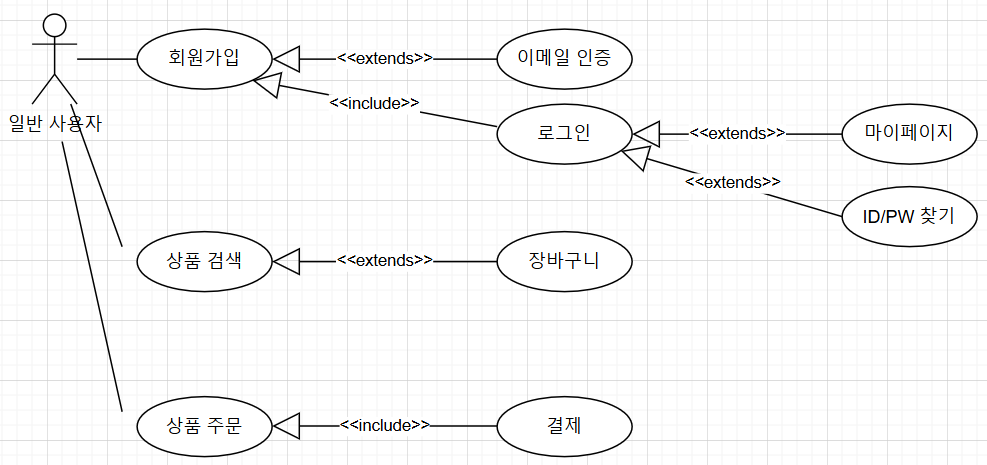 회원가입
<<extends>>
이메일 인증
일반 사용자
<<include>>
로그인
<<extends>>
마이페이지
<<extends>>
ID/PW 찾기
상품 검색
<<extends>>
장바구니
상품 주문
<<include>>
결제